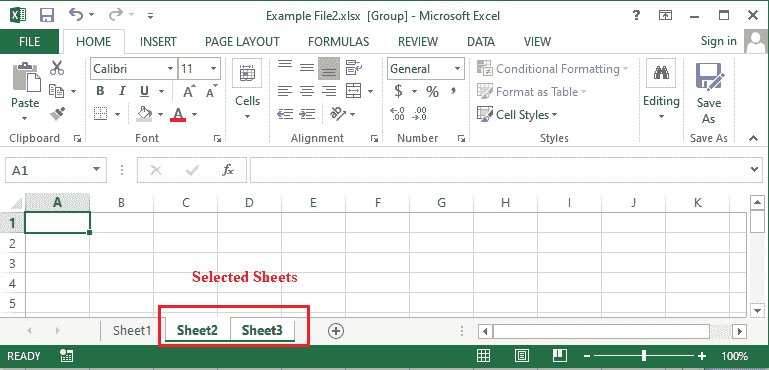 Example File2.xlsx [Group] - Microsoft Excel
?
FILE HOME INSERT PAGE LAYOUT FORMULAS REVIEW DATA VIEW Sign in
Calibri 11 General Conditional Formatting
Paste B I U A A Cells $ % , Format as Table Editing Save As
A Cell Styles
Clipboard Font Alignment Number Styles Save As
A1 fx
A B C D E F G H I J K
1
2
3
Selected Sheets
4
5
Sheet1 Sheet2 Sheet3
READY 100%